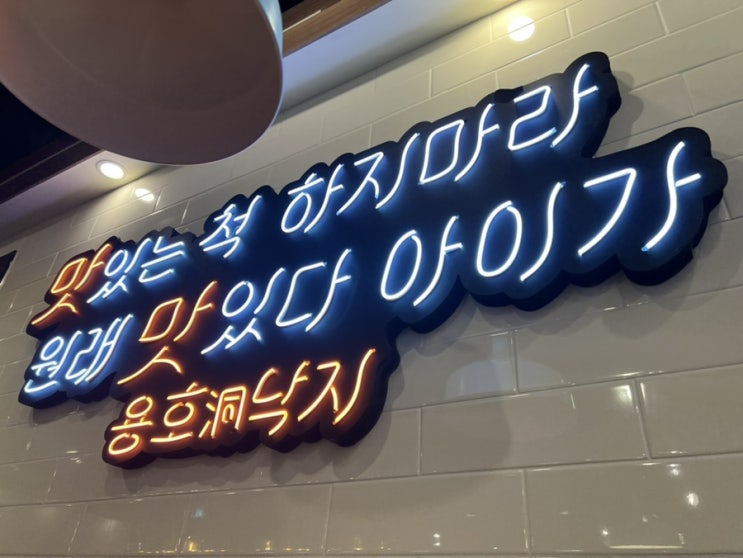 맛있는 척 하지마라
원래 맛있다 아이가
용호洞낙지